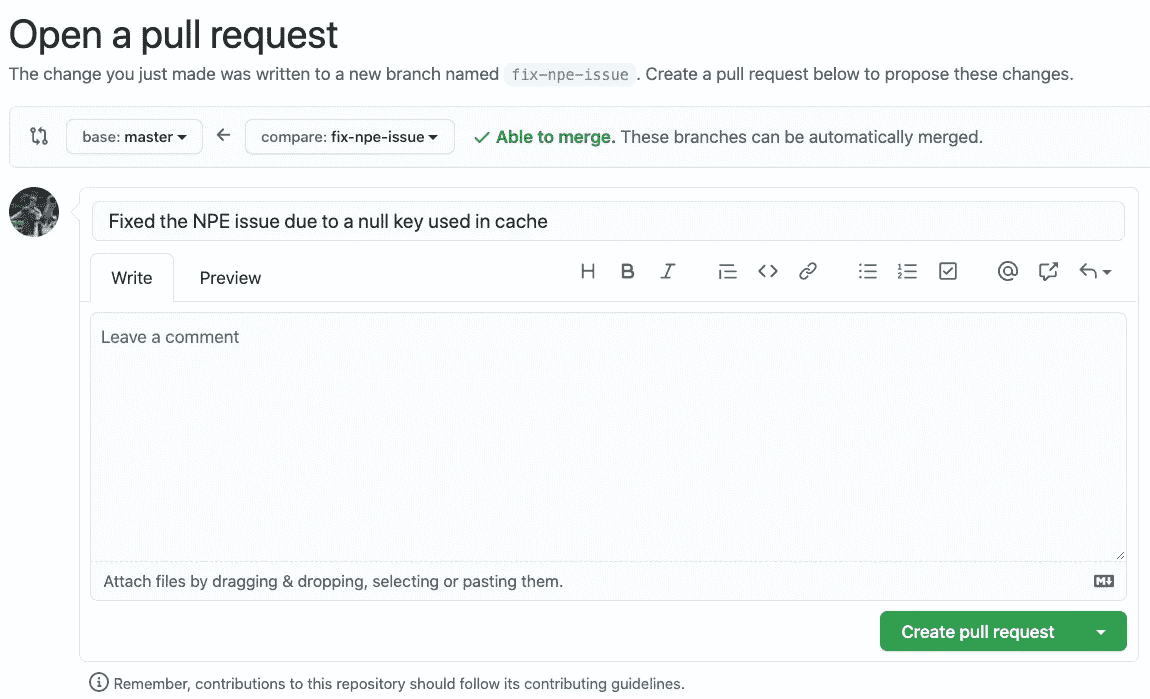 Open a pull request
The change you just made was written to a new branch named fix-npe-issue. Create a pull request below to propose these changes.
base: master compare: fix-npe-issue Able to merge. These branches can be automatically merged.
Fixed the NPE issue due to a null key used in cache
Write Preview H B I
Leave a comment
Attach files by dragging & dropping, selecting or pasting them. M
Create pull request
Remember, contributions to this repository should follow its contributing guidelines.